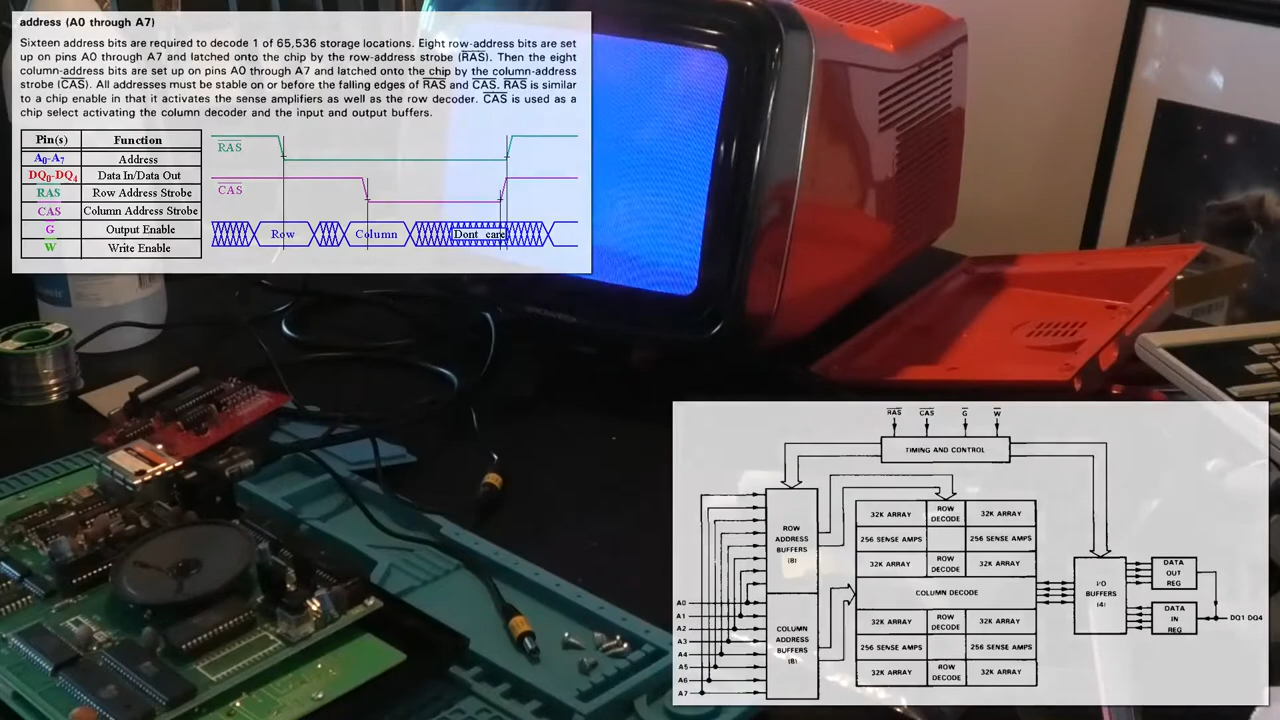 address (A0 through A7)
Sixteen address bits are required to decode 1 of 65,536 storage locations. Eight row-address bits are set
up on pins A0 through A7 and latched onto the chip by the row-address strobe (RAS). Then the eight
column-address bits are set up on pins A0 through A7 and latched onto the chip by the column-address
strobe (CAS). All addresses must be stable on or before the falling edges of RAS and CAS. RAS is similar
to a chip enable in that it activates the sense amplifiers as well as the row decoder. CAS is used as a
chip select activating the column decoder and the input and output buffers.
Pin(s) Function
A0-A7 Address
DQ0-DQ4 Data In/Data Out
RAS Row Address Strobe
CAS Column Address Strobe
G Output Enable
W Write Enable
RAS
CAS
Row Column Dont care
RAS CAS G W
TIMING AND CONTROL
ROW
ADDRESS
BUFFERS
(8)
COLUMN
ADDRESS
BUFFERS
(8)
A0
A1
A2
A3
A4
A5
A6
A7
32K ARRAY ROW DECODE 32K ARRAY
256 SENSE AMPS 256 SENSE AMPS
32K ARRAY ROW DECODE 32K ARRAY
COLUMN DECODE
32K ARRAY ROW DECODE 32K ARRAY
256 SENSE AMPS 256 SENSE AMPS
32K ARRAY ROW DECODE 32K ARRAY
I/O
BUFFERS
(4)
DATA
OUT
REG
DATA
IN
REG
DQ1 DQ4